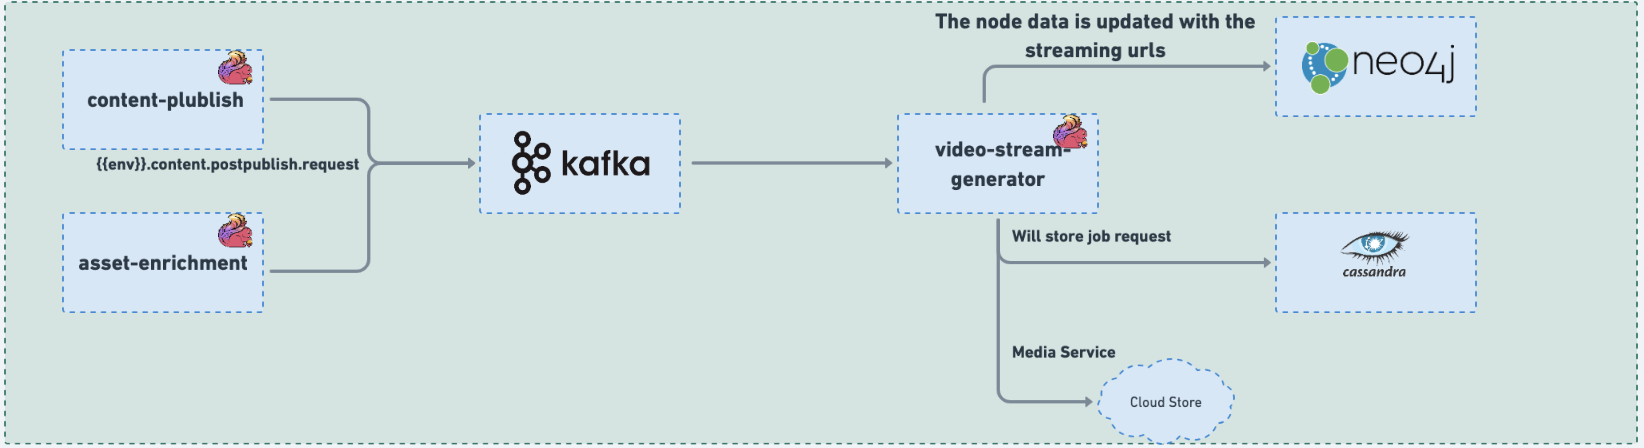 The node data is updated with the
streaming urls
neo4j
content-plublish
{{env}}.content.postpublish.request
kafka
video-stream-
generator
asset-enrichment
Will store job request
cassandra
Media Service
Cloud Store